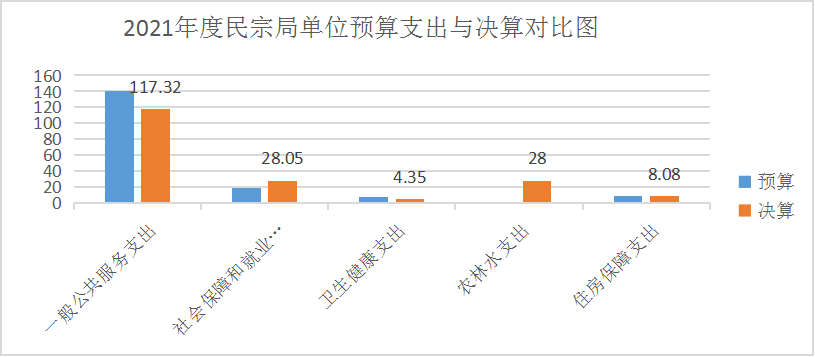 2021年度民宗局单位预算支出与决算对比图
160
140
120
100
80
60
40
20
0
117.32
28.05
4.35
28
8.08
一般公共服务支出
社会保障和就业…
卫生健康支出
农林水支出
住房保障支出
预算
决算